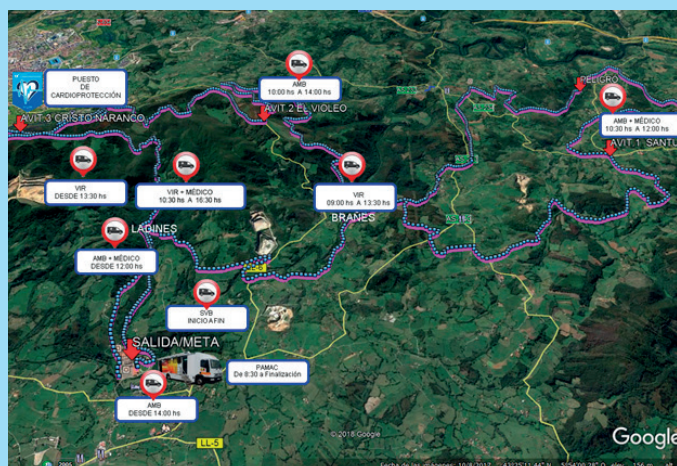 PUESTO
DE
CARDIOPROTECCIÓN
AMB
10:00 hs A 14:00 hs
PELIGRO
AVIT.3 CRISTO NARANCO
AVIT 2 EL VIOLEO
AMB + MÉDICO
10:30 hs A 12:00 hs
AVIT.1 SANTU
VIR
DESDE 13:30 hs
VIR + MÉDICO
10:30 hs A 16:30 hs
VIR
09:00 hs A 13:30 hs
BRAÑES
LADINES
AMB + MÉDICO
DESDE 12:00 hs
SVB
INICIO A FIN
SALIDA/META
PAMAC
De 8:30 a Finalización
AMB
DESDE 14:00 hs
LL-5
© 2018 Google
Google